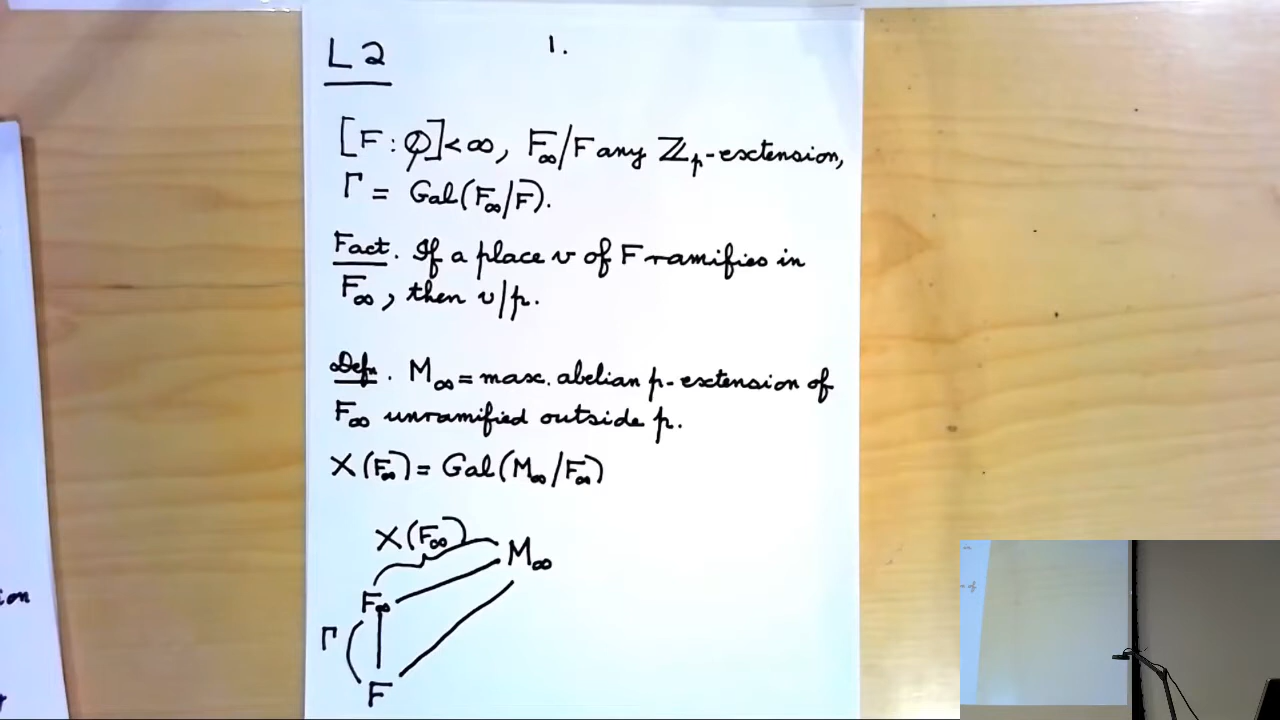 L2
1.
[F : ℚ] < ∞, F∞/F any ℤp-extension,
Γ = Gal(F∞/F).
Fact. If a place v of F ramifies in
F∞, then v/p.
Defn. M∞ = max. abelian p-extension of
F∞ unramified outside p.
X(F∞) = Gal(M∞/F∞)
X(F∞)
M∞
F∞
Γ
F
on